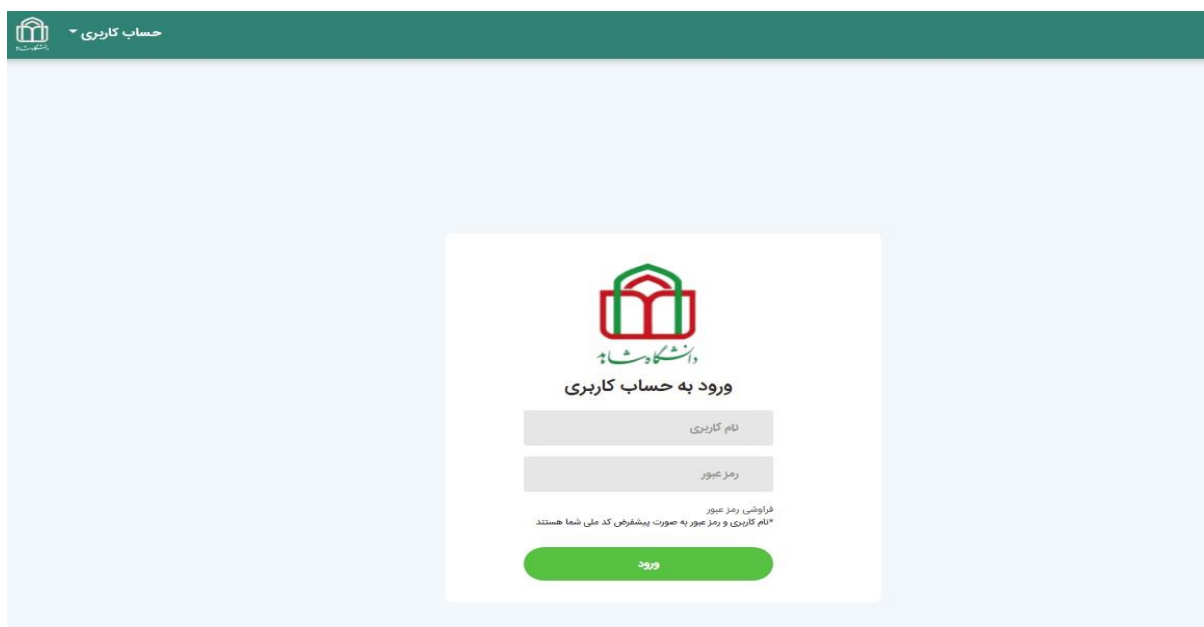 حساب کاربری
دانشگاه شاهد
ورود به حساب کاربری
نام کاربری
رمز عبور
فراوشی رمز عبور
*نام کاربری و رمز عبور به صورت پیشفرض کد ملی شما هستند
ورود